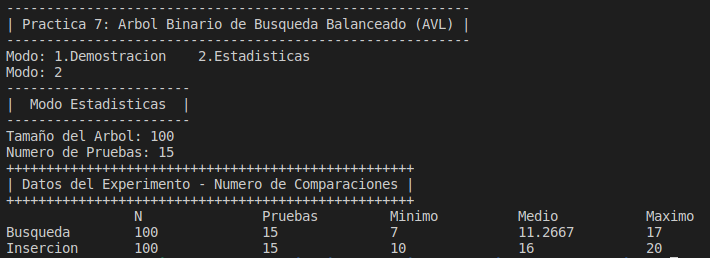 ----------------------------------------------------------
| Practica 7: Arbol Binario de Busqueda Balanceado (AVL) |
----------------------------------------------------------
Modo: 1.Demostracion    2.Estadisticas
Modo: 2
-----------------------
|  Modo Estadisticas  |
-----------------------
Tamaño del Arbol: 100
Numero de Pruebas: 15
+++++++++++++++++++++++++++++++++++++++++++++++++++
| Datos del Experimento - Numero de Comparaciones |
+++++++++++++++++++++++++++++++++++++++++++++++++++
                N               Pruebas         Minimo          Medio           Maximo
Busqueda        100             15              7               11.2667         17
Insercion       100             15              10              16              20